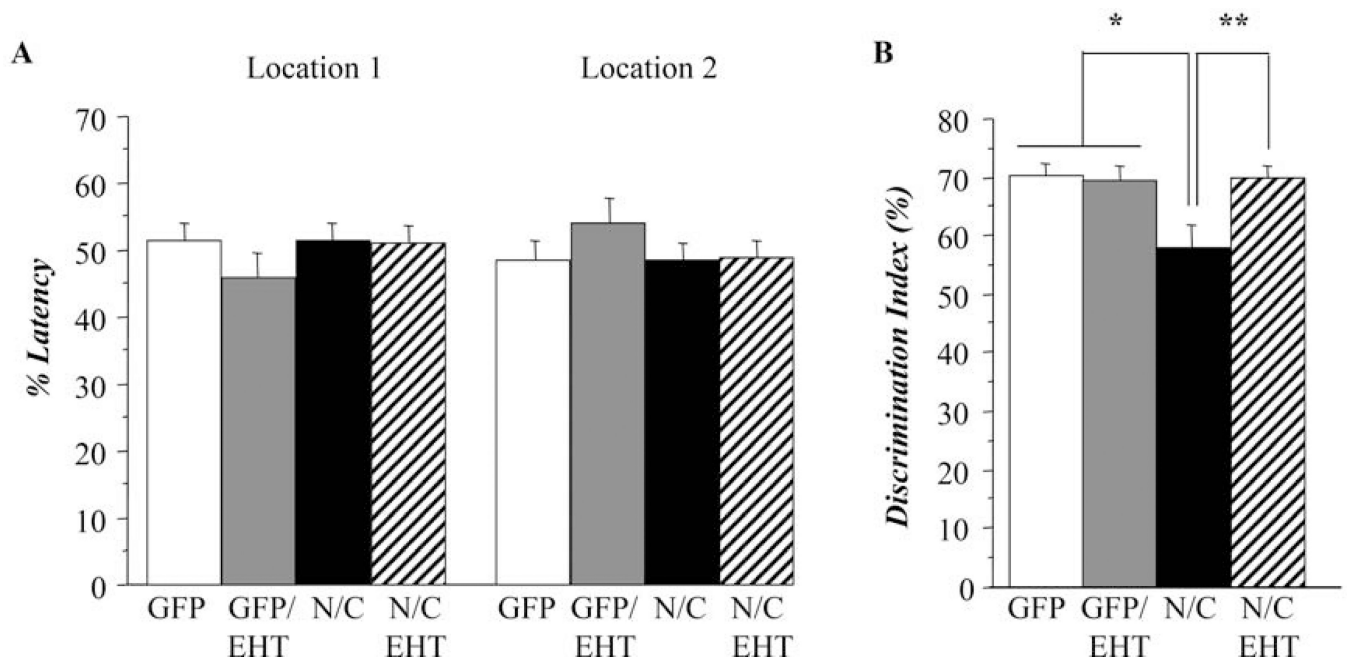 A
Location 1 Location 2
% Latency
70
60
50
40
30
20
10
0
GFP GFP/ N/C N/C GFP GFP/ N/C N/C
EHT EHT EHT EHT
B
* **
Discrimination Index (%)
80
70
60
50
40
30
20
10
0
GFP GFP/ N/C N/C
EHT EHT